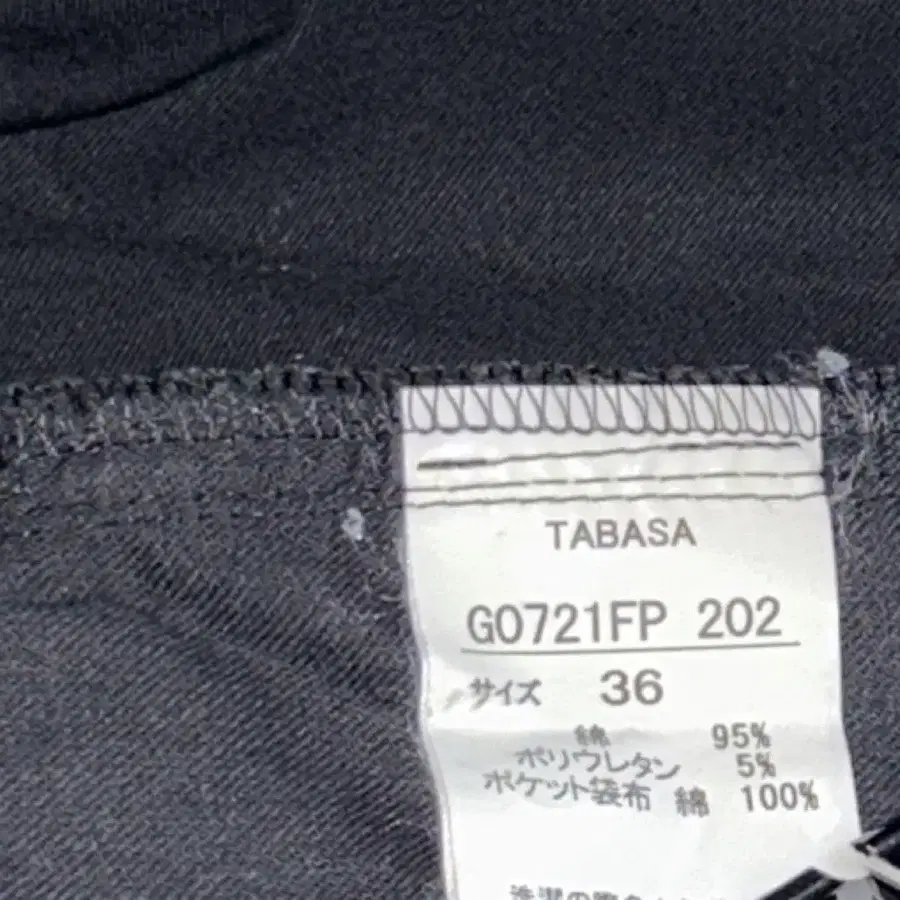 TABASA
G0721FP 202
サイズ 36
綿 95%
ポリウレタン 5%
ポケット袋布 綿 100%